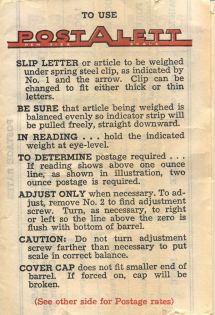 TO USE
POSTALETT
SLIP LETTER or article to be weighed
under spring steel clip, as indicated by
No. 1 and the arrow. Clip can be
changed to fit either thick or thin
letters.
BE SURE that article being weighed is
balanced evenly so indicator strip will
be pulled freely, straight downward.
IN READING . . . hold the indicated
weight at eye-level.
TO DETERMINE postage required . . .
If reading shows above one ounce
line, as shown in illustration, two
ounce postage is required.
ADJUST ONLY when necessary. To ad-
just, remove No. 2 to find adjustment
screw. Turn, as necessary, to right
or left so the line above the zero is
flush with bottom of barrel.
CAUTION: Do not turn adjustment
screw farther than necessary to put
scale in correct balance.
COVER CAP does not fit smaller end of
barrel. If forced on, cap will be
broken.
(See other side for Postage rates)